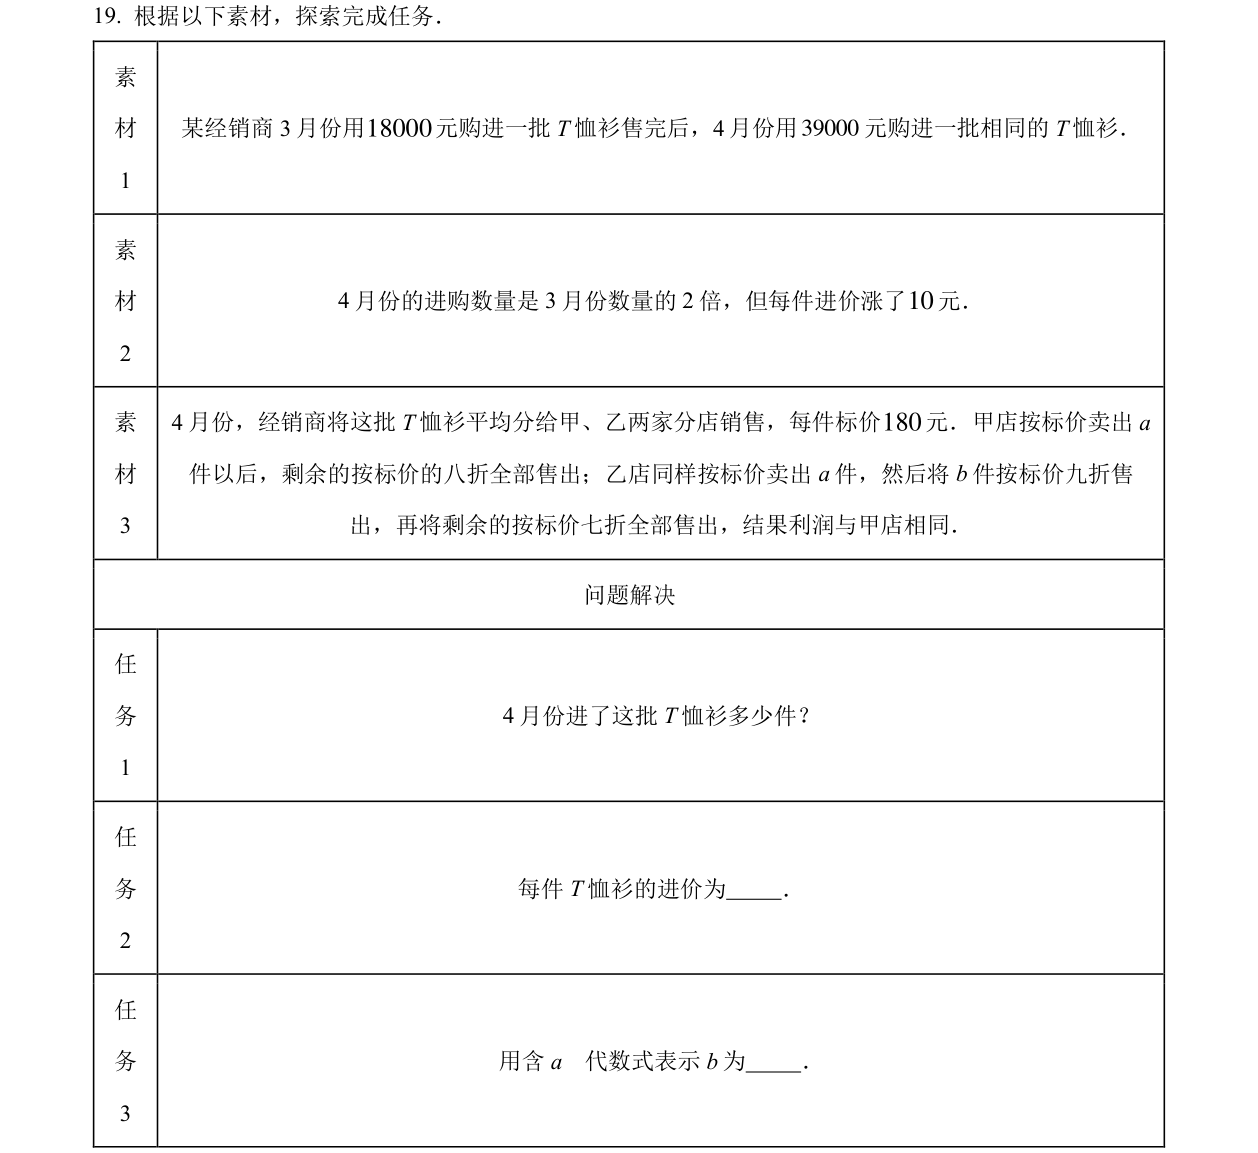 19. 根据以下素材，探索完成任务．
素
材
1
某经销商 3 月份用18000元购进一批 T恤衫售完后，4 月份用39000 元购进一批相同的 T恤衫．
素
材
2
4 月份的进购数量是 3 月份数量的 2 倍，但每件进价涨了10元．
素
材
3
4 月份，经销商将这批 T恤衫平均分给甲、乙两家分店销售，每件标价180元．甲店按标价卖出 a
件以后，剩余的按标价的八折全部售出；乙店同样按标价卖出 a 件，然后将 b 件按标价九折售
出，再将剩余的按标价七折全部售出，结果利润与甲店相同．
问题解决
任
务
1
4 月份进了这批 T恤衫多少件？
任
务
2
每件 T恤衫的进价为_____．
任
务
3
用含 a 代数式表示 b 为_____．